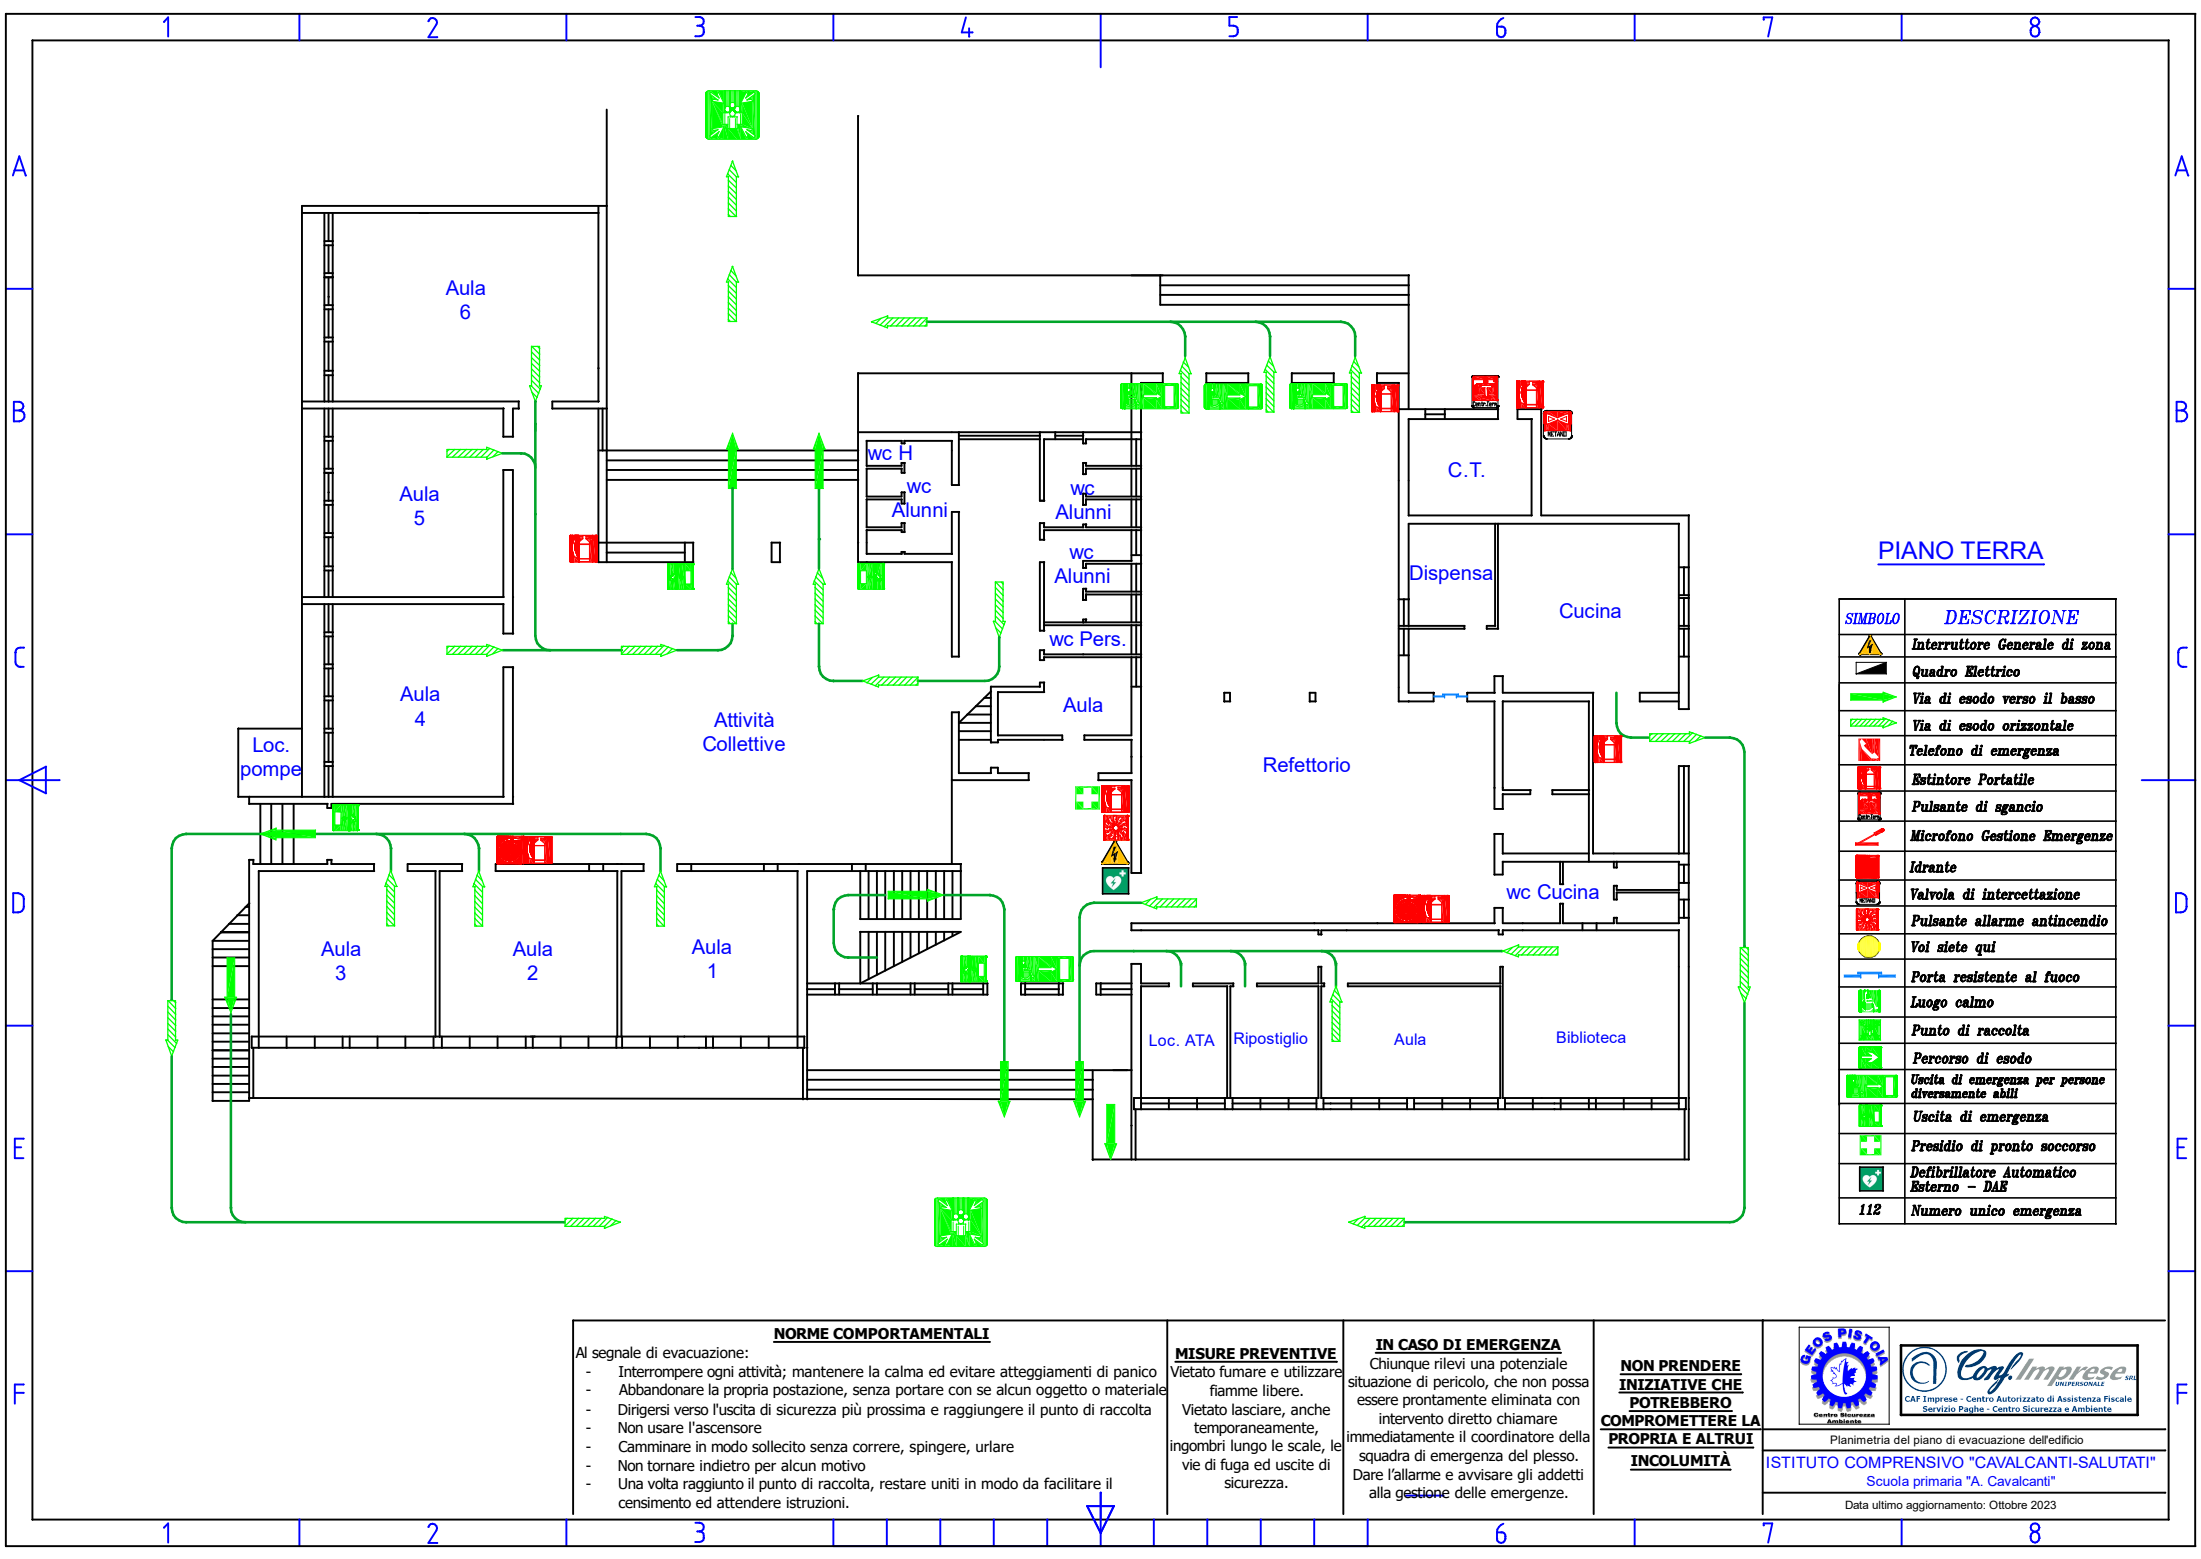 1 2 3 4 5 6 7 8
A A
B B
C C
D D
E E
F F
Aula
6
Aula
5
Aula
4
Loc.
pompe
Attività
Collettive
wc H
wc
Alunni
wc
Alunni
wc
Alunni
wc Pers.
Aula
Refettorio
C.T.
METANO
Dispensa
Cucina
wc Cucina
Aula
3
Aula
2
Aula
1
Loc. ATA
Ripostiglio
Aula
Biblioteca
PIANO TERRA
SIMBOLO DESCRIZIONE
Interruttore Generale di zona
Quadro Elettrico
Via di esodo verso il basso
Via di esodo orizzontale
Telefono di emergenza
Estintore Portatile
Pulsante di sgancio
Microfono Gestione Emergenze
Idrante
Valvola di intercettazione
METANO
Pulsante allarme antincendio
Voi siete qui
Porta resistente al fuoco
Luogo calmo
Punto di raccolta
Percorso di esodo
Uscita di emergenza per persone
diversamente abili
Uscita di emergenza
Presidio di pronto soccorso
Defibrillatore Automatico
Esterno - DAE
112 Numero unico emergenza
NORME COMPORTAMENTALI
Al segnale di evacuazione:
- Interrompere ogni attività; mantenere la calma ed evitare atteggiamenti di panico
- Abbandonare la propria postazione, senza portare con se alcun oggetto o materiale
- Dirigersi verso l'uscita di sicurezza più prossima e raggiungere il punto di raccolta
- Non usare l'ascensore
- Camminare in modo sollecito senza correre, spingere, urlare
- Non tornare indietro per alcun motivo
- Una volta raggiunto il punto di raccolta, restare uniti in modo da facilitare il
censimento ed attendere istruzioni.
MISURE PREVENTIVE
Vietato fumare e utilizzare
fiamme libere.
Vietato lasciare, anche
temporaneamente,
ingombri lungo le scale, le
vie di fuga ed uscite di
sicurezza.
IN CASO DI EMERGENZA
Chiunque rilevi una potenziale
situazione di pericolo, che non possa
essere prontamente eliminata con
intervento diretto chiamare
immediatamente il coordinatore della
squadra di emergenza del plesso.
Dare l'allarme e avvisare gli addetti
alla gestione delle emergenze.
NON PRENDERE
INIZIATIVE CHE
POTREBBERO
COMPROMETTERE LA
PROPRIA E ALTRUI
INCOLUMITÀ
GEOS PISTOIA
Centro Sicurezza
Ambiente
Conf.Imprese SRL
UNIPERSONALE
CAF Imprese - Centro Autorizzato di Assistenza Fiscale
Servizio Paghe - Centro Sicurezza e Ambiente
Planimetria del piano di evacuazione dell'edificio
ISTITUTO COMPRENSIVO "CAVALCANTI-SALUTATI"
Scuola primaria "A. Cavalcanti"
Data ultimo aggiornamento: Ottobre 2023
1 2 3 6 7 8